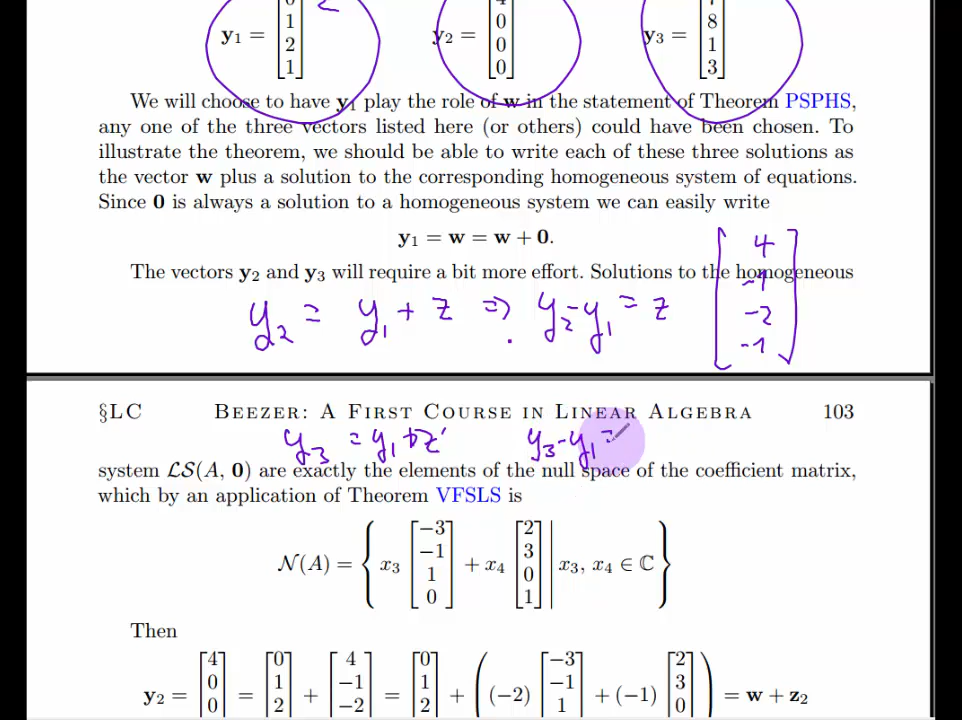 y1 = [0 1 2 1] y2 = [4 0 0 0] y3 = [7 8 1 3]
We will choose to have y1 play the role of w in the statement of Theorem PSPHS,
any one of the three vectors listed here (or others) could have been chosen. To
illustrate the theorem, we should be able to write each of these three solutions as
the vector w plus a solution to the corresponding homogeneous system of equations.
Since 0 is always a solution to a homogeneous system we can easily write
y1 = w = w + 0.
The vectors y2 and y3 will require a bit more effort. Solutions to the homogeneous
y2 = y1 + z ⇒ y2 - y1 = z [4 -1 -2 -1]
§LC BEEZER: A FIRST COURSE IN LINEAR ALGEBRA 103
y3 = y1 + z' y3 - y1 =
system LS(A, 0) are exactly the elements of the null space of the coefficient matrix,
which by an application of Theorem VFSLS is
N(A) = { x3 [−3 −1 1 0] + x4 [2 3 0 1] | x3, x4 ∈ ℂ }
Then
y2 = [4 0 0] = [0 1 2] + [4 −1 −2] = [0 1 2] + ( (−2) [−3 −1 1] + (−1) [2 3 0] ) = w + z2